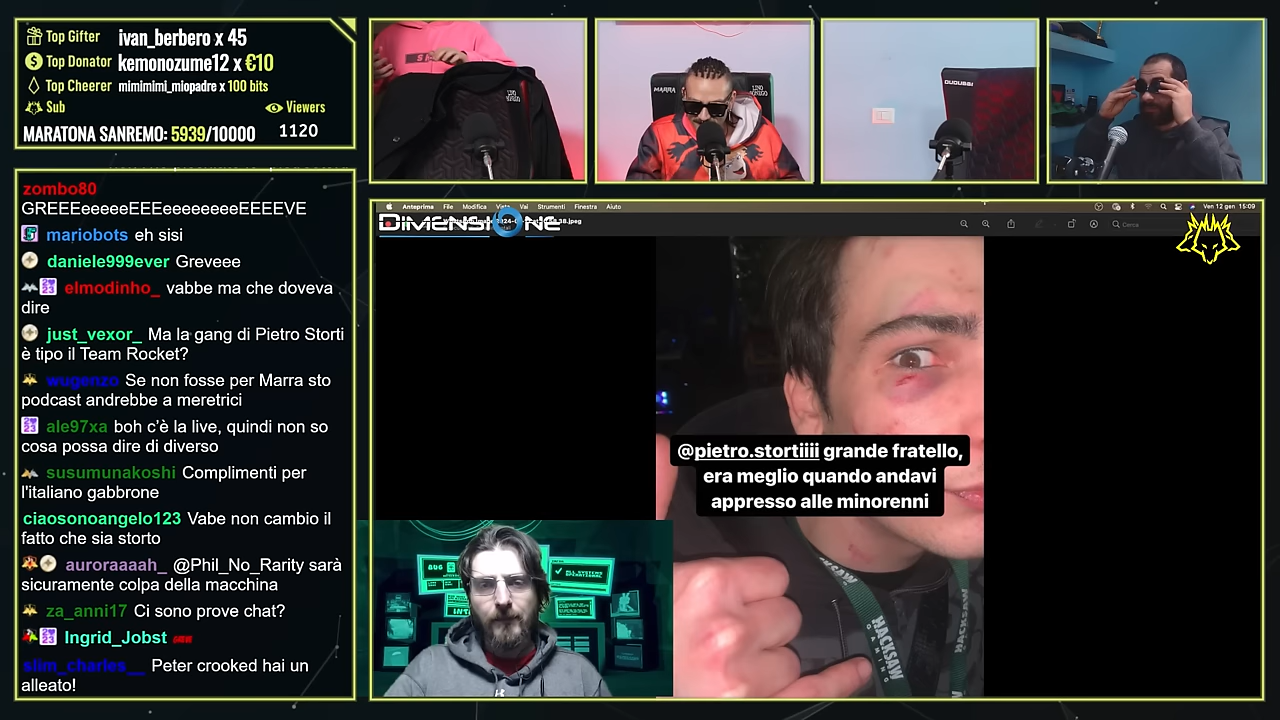 Top Gifter ivan_berbero x 45
Top Donator kemonozume12 x €10
Top Cheerer mimimimi_miopadre x 100 bits
Sub Viewers
MARATONA SANREMO: 5939/10000 1120
zombo80
GREEEeeeeeEEEeeeeeeeeEEEEVE
mariobots eh sisi
daniele999ever Greveee
elmodinho_ vabbe ma che doveva
dire
just_vexor_ Ma la gang di Pietro Storti
è tipo il Team Rocket?
wugenzo Se non fosse per Marra sto
podcast andrebbe a meretrici
ale97xa boh c'è la live, quindi non so
cosa possa dire di diverso
susumunakoshi Complimenti per
l'italiano gabbrone
ciaosonoangelo123 Vabe non cambio il
fatto che sia storto
auroraaaah_ @Phil_No_Rarity sarà
sicuramente colpa della macchina
za_anni17 Ci sono prove chat?
Ingrid_Jobst
slim_charles__ Peter crooked hai un
alleato!
MARRA
Anteprima File Modifica Vista Vai Strumenti Finestra Aiuto
Ven 12 gen 15:09
DIMENSIONE
Cerca
@pietro.stortiiii grande fratello,
era meglio quando andavi
appresso alle minorenni
HACKSAW
GAMING
HACKSAW